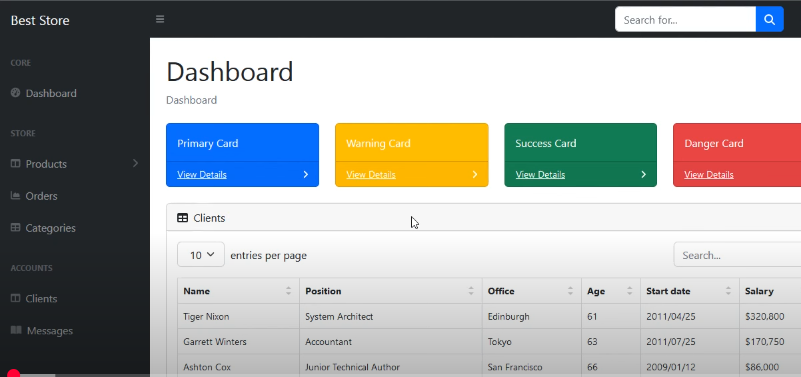 Best Store
Search for...
CORE
Dashboard
STORE
Products
Orders
Categories
ACCOUNTS
Clients
Messages
Dashboard
Dashboard
Primary Card
View Details
Warning Card
View Details
Success Card
View Details
Danger Card
View Details
Clients
10 entries per page
Search...
Name Position Office Age Start date Salary
Tiger Nixon System Architect Edinburgh 61 2011/04/25 $320,800
Garrett Winters Accountant Tokyo 63 2011/07/25 $170,750
Ashton Cox Junior Technical Author San Francisco 66 2009/01/12 $86,000